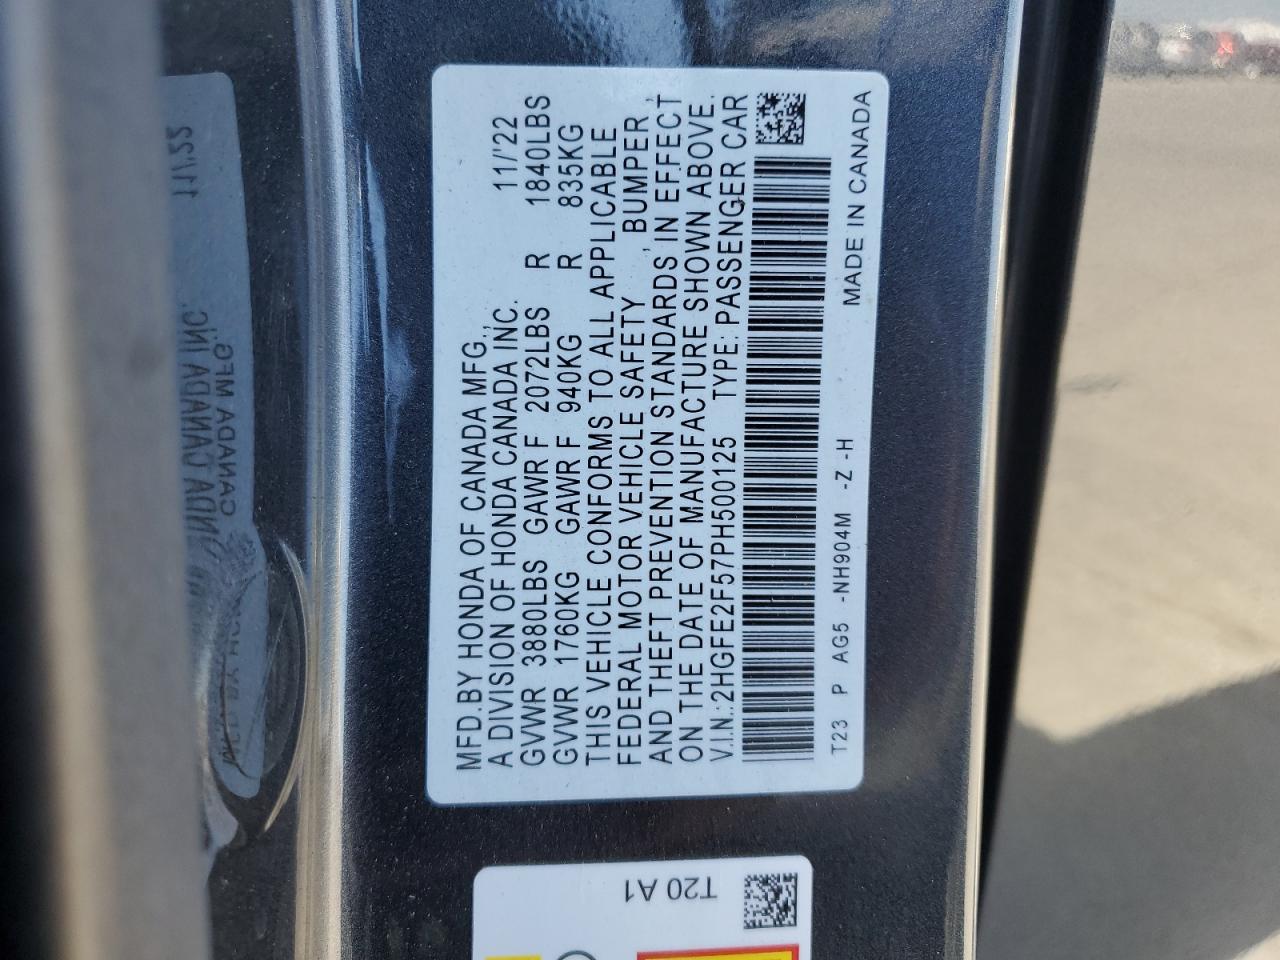 MFD.BY HONDA OF CANADA MFG.,
A DIVISION OF HONDA CANADA INC. 11/'22
GVWR 3880LBS GAWR F 2072LBS R 1840LBS
GVWR 1760KG GAWR F 940KG R 835KG
THIS VEHICLE CONFORMS TO ALL APPLICABLE
FEDERAL MOTOR VEHICLE SAFETY , BUMPER ,
AND THEFT PREVENTION STANDARDS IN EFFECT
ON THE DATE OF MANUFACTURE SHOWN ABOVE.
V.I.N.:2HGFE2F57PH500125 TYPE: PASSENGER CAR
T23 P AG5 -NH904M -Z -H MADE IN CANADA
T20 A1